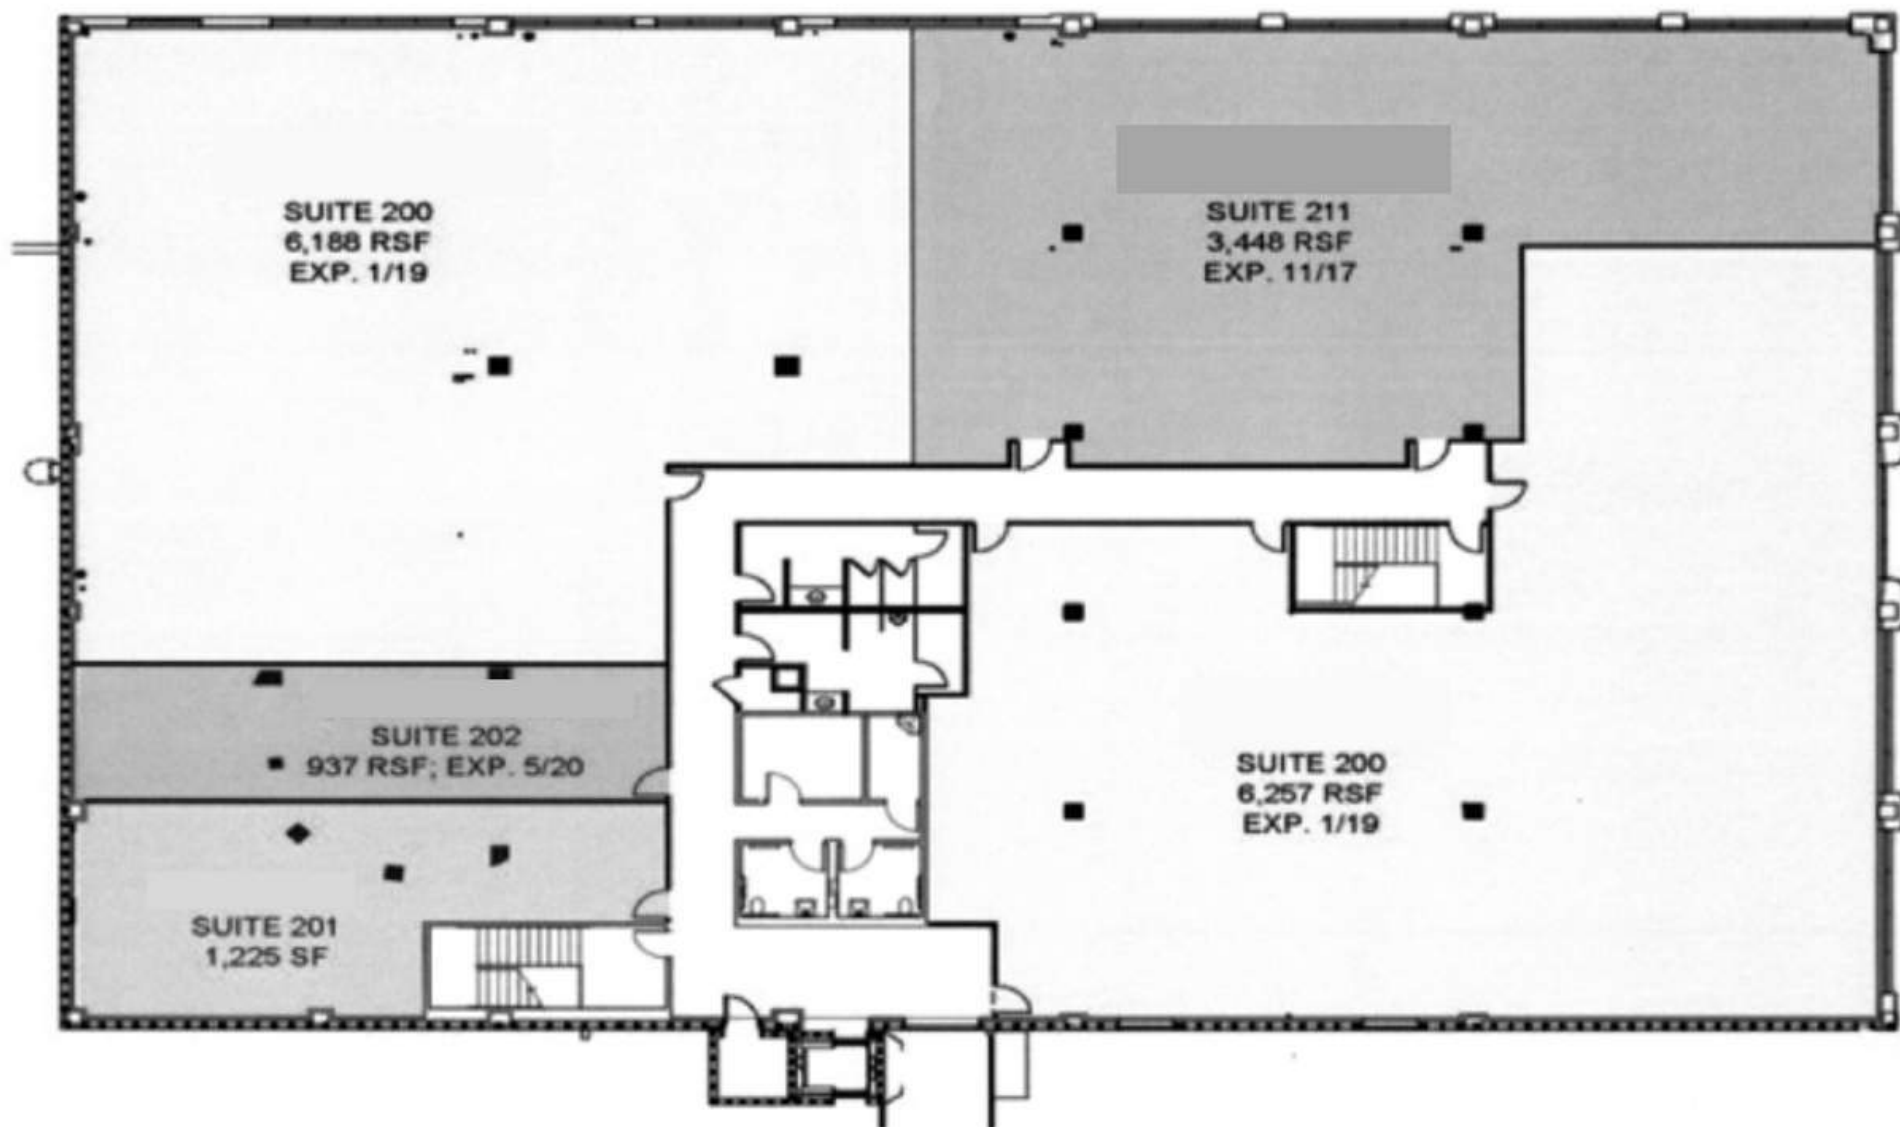 SUITE 200
6,188 RSF
EXP. 1/19
SUITE 211
3,448 RSF
EXP. 11/17
SUITE 202
937 RSF; EXP. 5/20
SUITE 200
6,257 RSF
EXP. 1/19
SUITE 201
1,225 SF